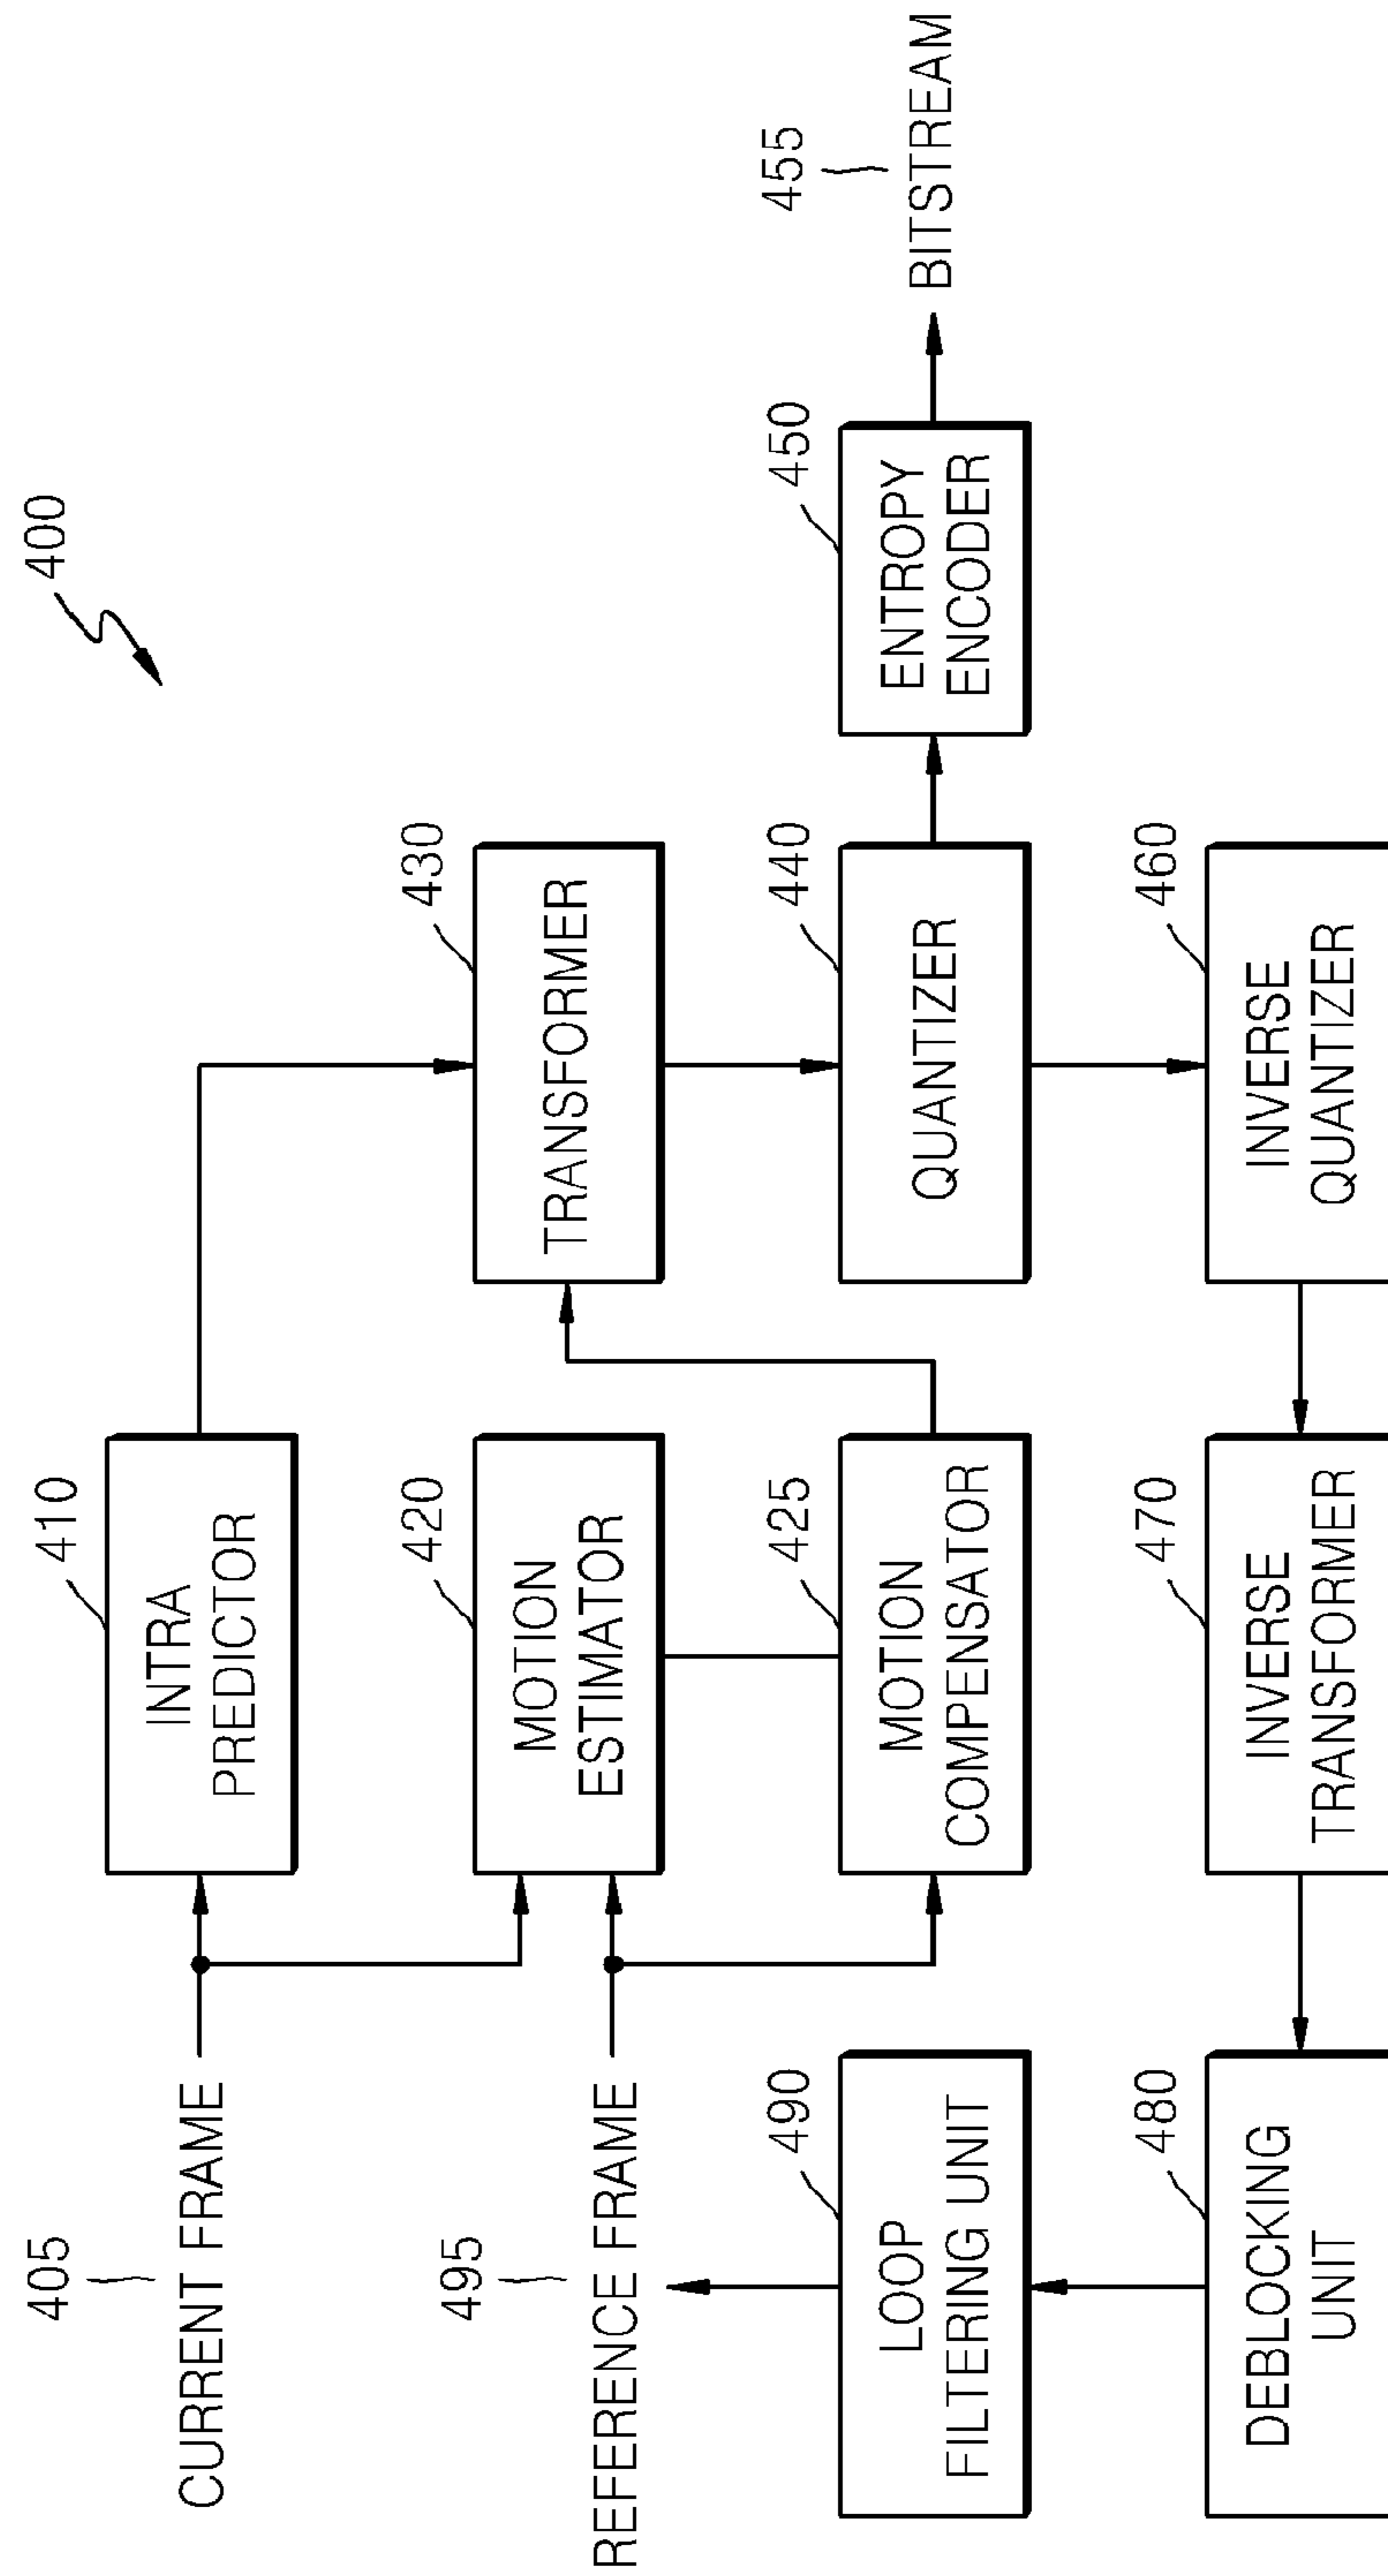 400
405
CURRENT FRAME
410
INTRA
PREDICTOR
495
REFERENCE FRAME
420
MOTION
ESTIMATOR
430
TRANSFORMER
490
LOOP
FILTERING UNIT
425
MOTION
COMPENSATOR
440
QUANTIZER
450
ENTROPY
ENCODER
455
BITSTREAM
480
DEBLOCKING
UNIT
470
INVERSE
TRANSFORMER
460
INVERSE
QUANTIZER